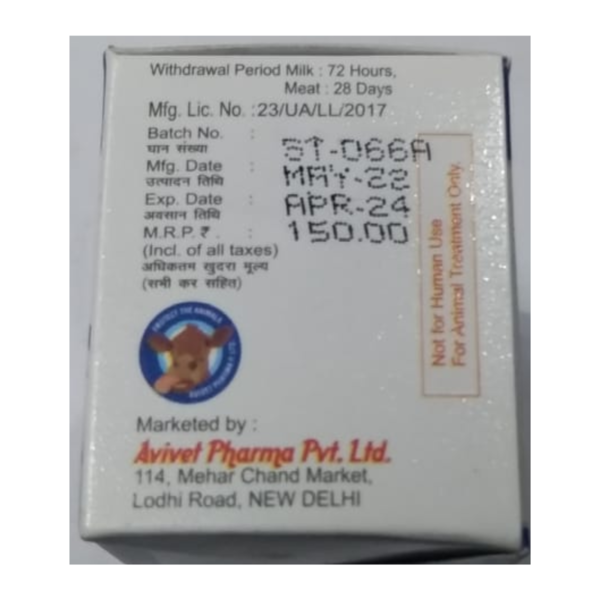 Withdrawal Period Milk : 72 Hours,
Meat : 28 Days
Mfg. Lic. No. :23/UA/LL/2017
Batch No. : ST-066A
घान संख्या
Mfg. Date : MAY-22
उत्पादन तिथि
Exp. Date : APR-24
अवसान तिथि
M.R.P. ₹ . : 150.00
(Incl. of all taxes)
अधिकतम खुदरा मूल्य
(सभी कर सहित)
Not for Human Use
For Animal Treatment Only.
PROTECT THE ANIMALS
Marketed by :
Avivet Pharma Pvt. Ltd.
114, Mehar Chand Market,
Lodhi Road, NEW DELHI